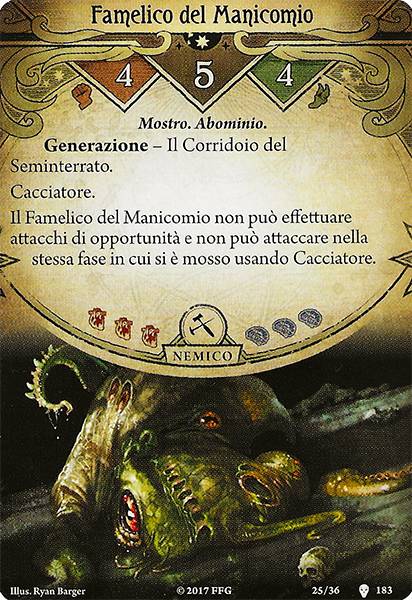 Famelico del Manicomio
4 5 4
Mostro. Abominio.
Generazione – Il Corridoio del
Seminterrato.
Cacciatore.
Il Famelico del Manicomio non può effettuare
attacchi di opportunità e non può attaccare nella
stessa fase in cui si è mosso usando Cacciatore.
NEMICO
Illus. Ryan Barger © 2017 FFG 25/36 183